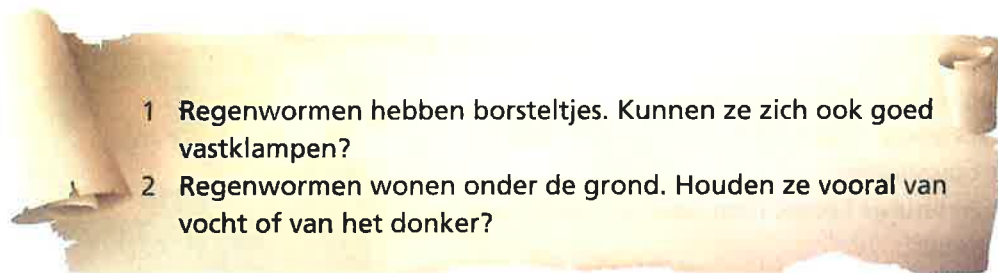 1 Regenwormen hebben borsteltjes. Kunnen ze zich ook goed
vastklampen?
2 Regenwormen wonen onder de grond. Houden ze vooral van
vocht of van het donker?